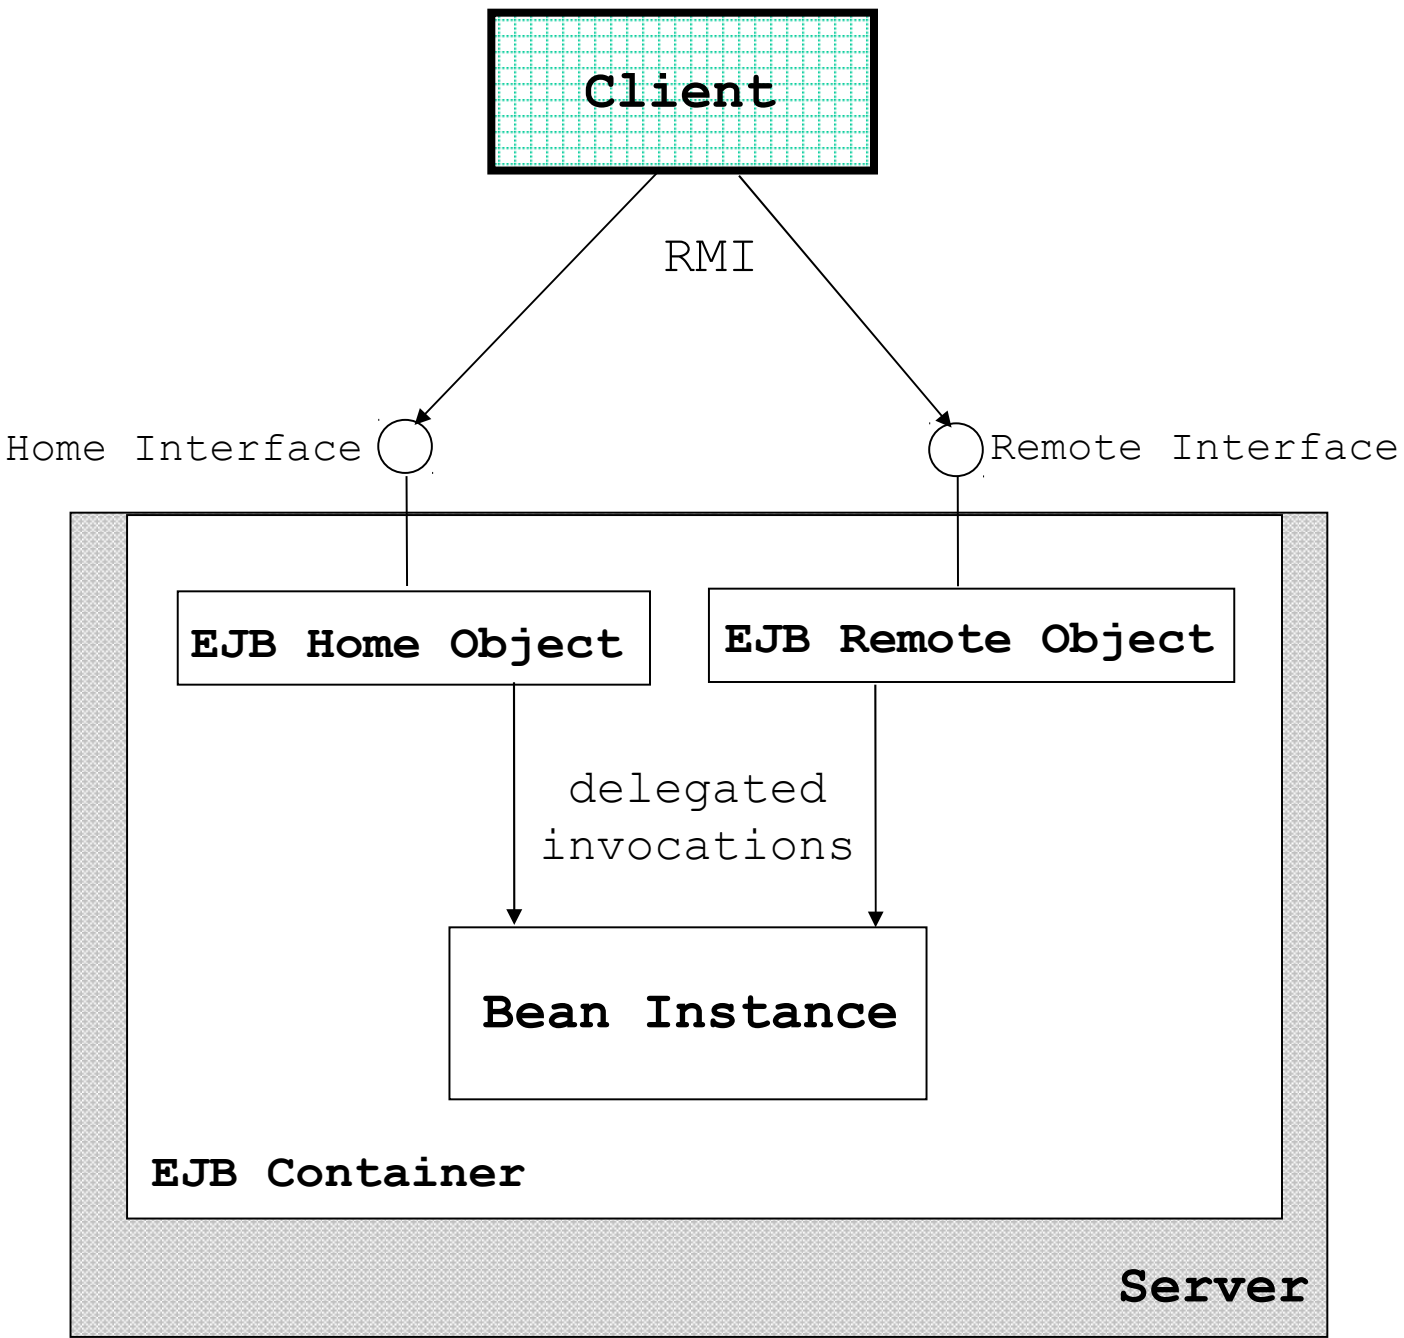 Client
RMI
Home Interface
Remote Interface
EJB Home Object
EJB Remote Object
delegated
invocations
Bean Instance
EJB Container
Server